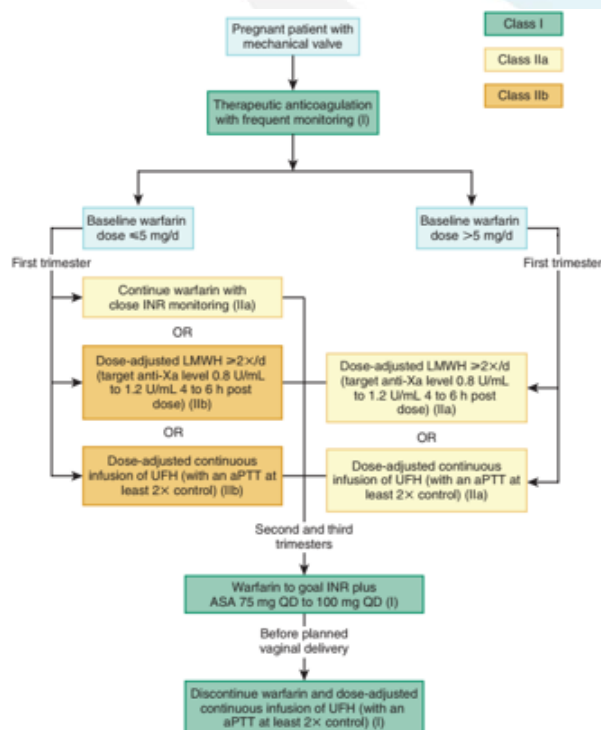 Pregnant patient with
mechanical valve
Class I
Class IIa
Class IIb
Therapeutic anticoagulation
with frequent monitoring (I)
Baseline warfarin
dose ≤5 mg/d
Baseline warfarin
dose >5 mg/d
First trimester
First trimester
Continue warfarin with
close INR monitoring (IIa)
OR
Dose-adjusted LMWH ≥2×/d
(target anti-Xa level 0.8 U/mL
to 1.2 U/mL 4 to 6 h post
dose) (IIb)
Dose-adjusted LMWH ≥2×/d
(target anti-Xa level 0.8 U/mL
to 1.2 U/mL 4 to 6 h post
dose) (IIa)
OR
OR
Dose-adjusted continuous
infusion of UFH (with an aPTT at
least 2× control) (IIb)
Dose-adjusted continuous
infusion of UFH (with an aPTT at
least 2× control) (IIa)
Second and third
trimesters
Warfarin to goal INR plus
ASA 75 mg QD to 100 mg QD (I)
Before planned
vaginal delivery
Discontinue warfarin and dose-adjusted
continuous infusion of UFH (with an
aPTT at least 2× control) (I)